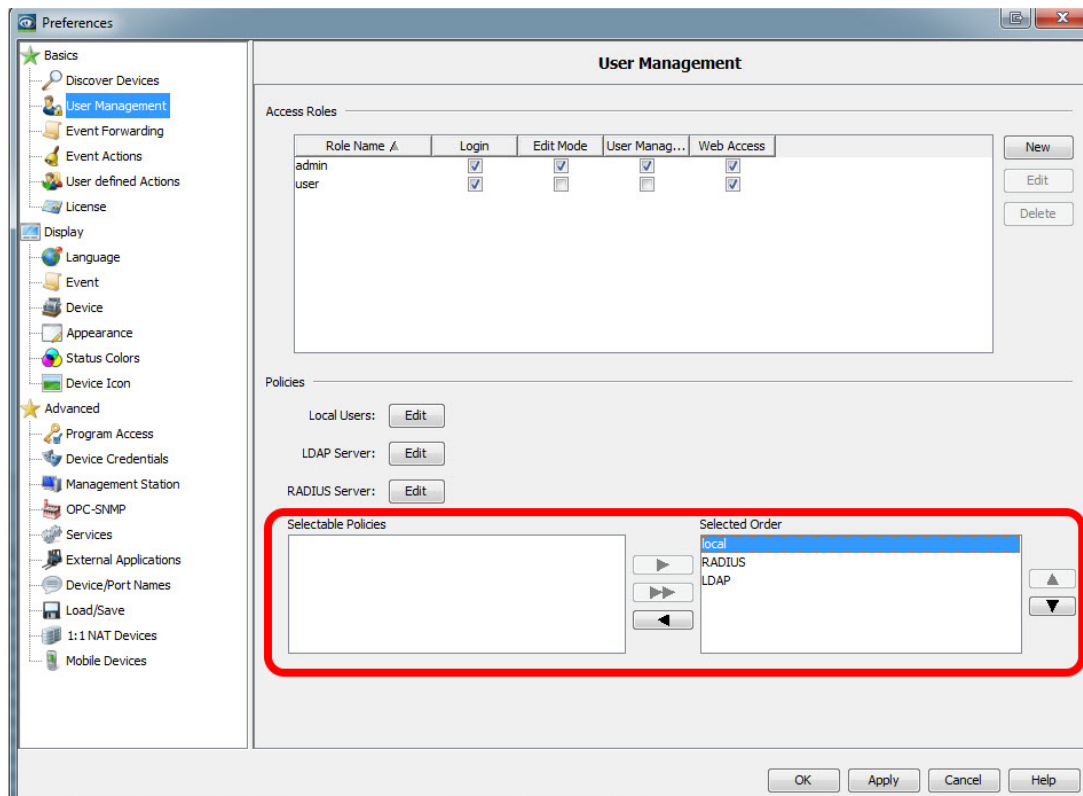 Preferences
Basics
Discover Devices
User Management
Event Forwarding
Event Actions
User defined Actions
License
Display
Language
Event
Device
Appearance
Status Colors
Device Icon
Advanced
Program Access
Device Credentials
Management Station
OPC-SNMP
Services
External Applications
Device/Port Names
Load/Save
1:1 NAT Devices
Mobile Devices
User Management
Access Roles
Role Name Login Edit Mode User Manag... Web Access
admin
user
New
Edit
Delete
Policies
Local Users: Edit
LDAP Server: Edit
RADIUS Server: Edit
Selectable Policies
Selected Order
local
RADIUS
LDAP
OK Apply Cancel Help